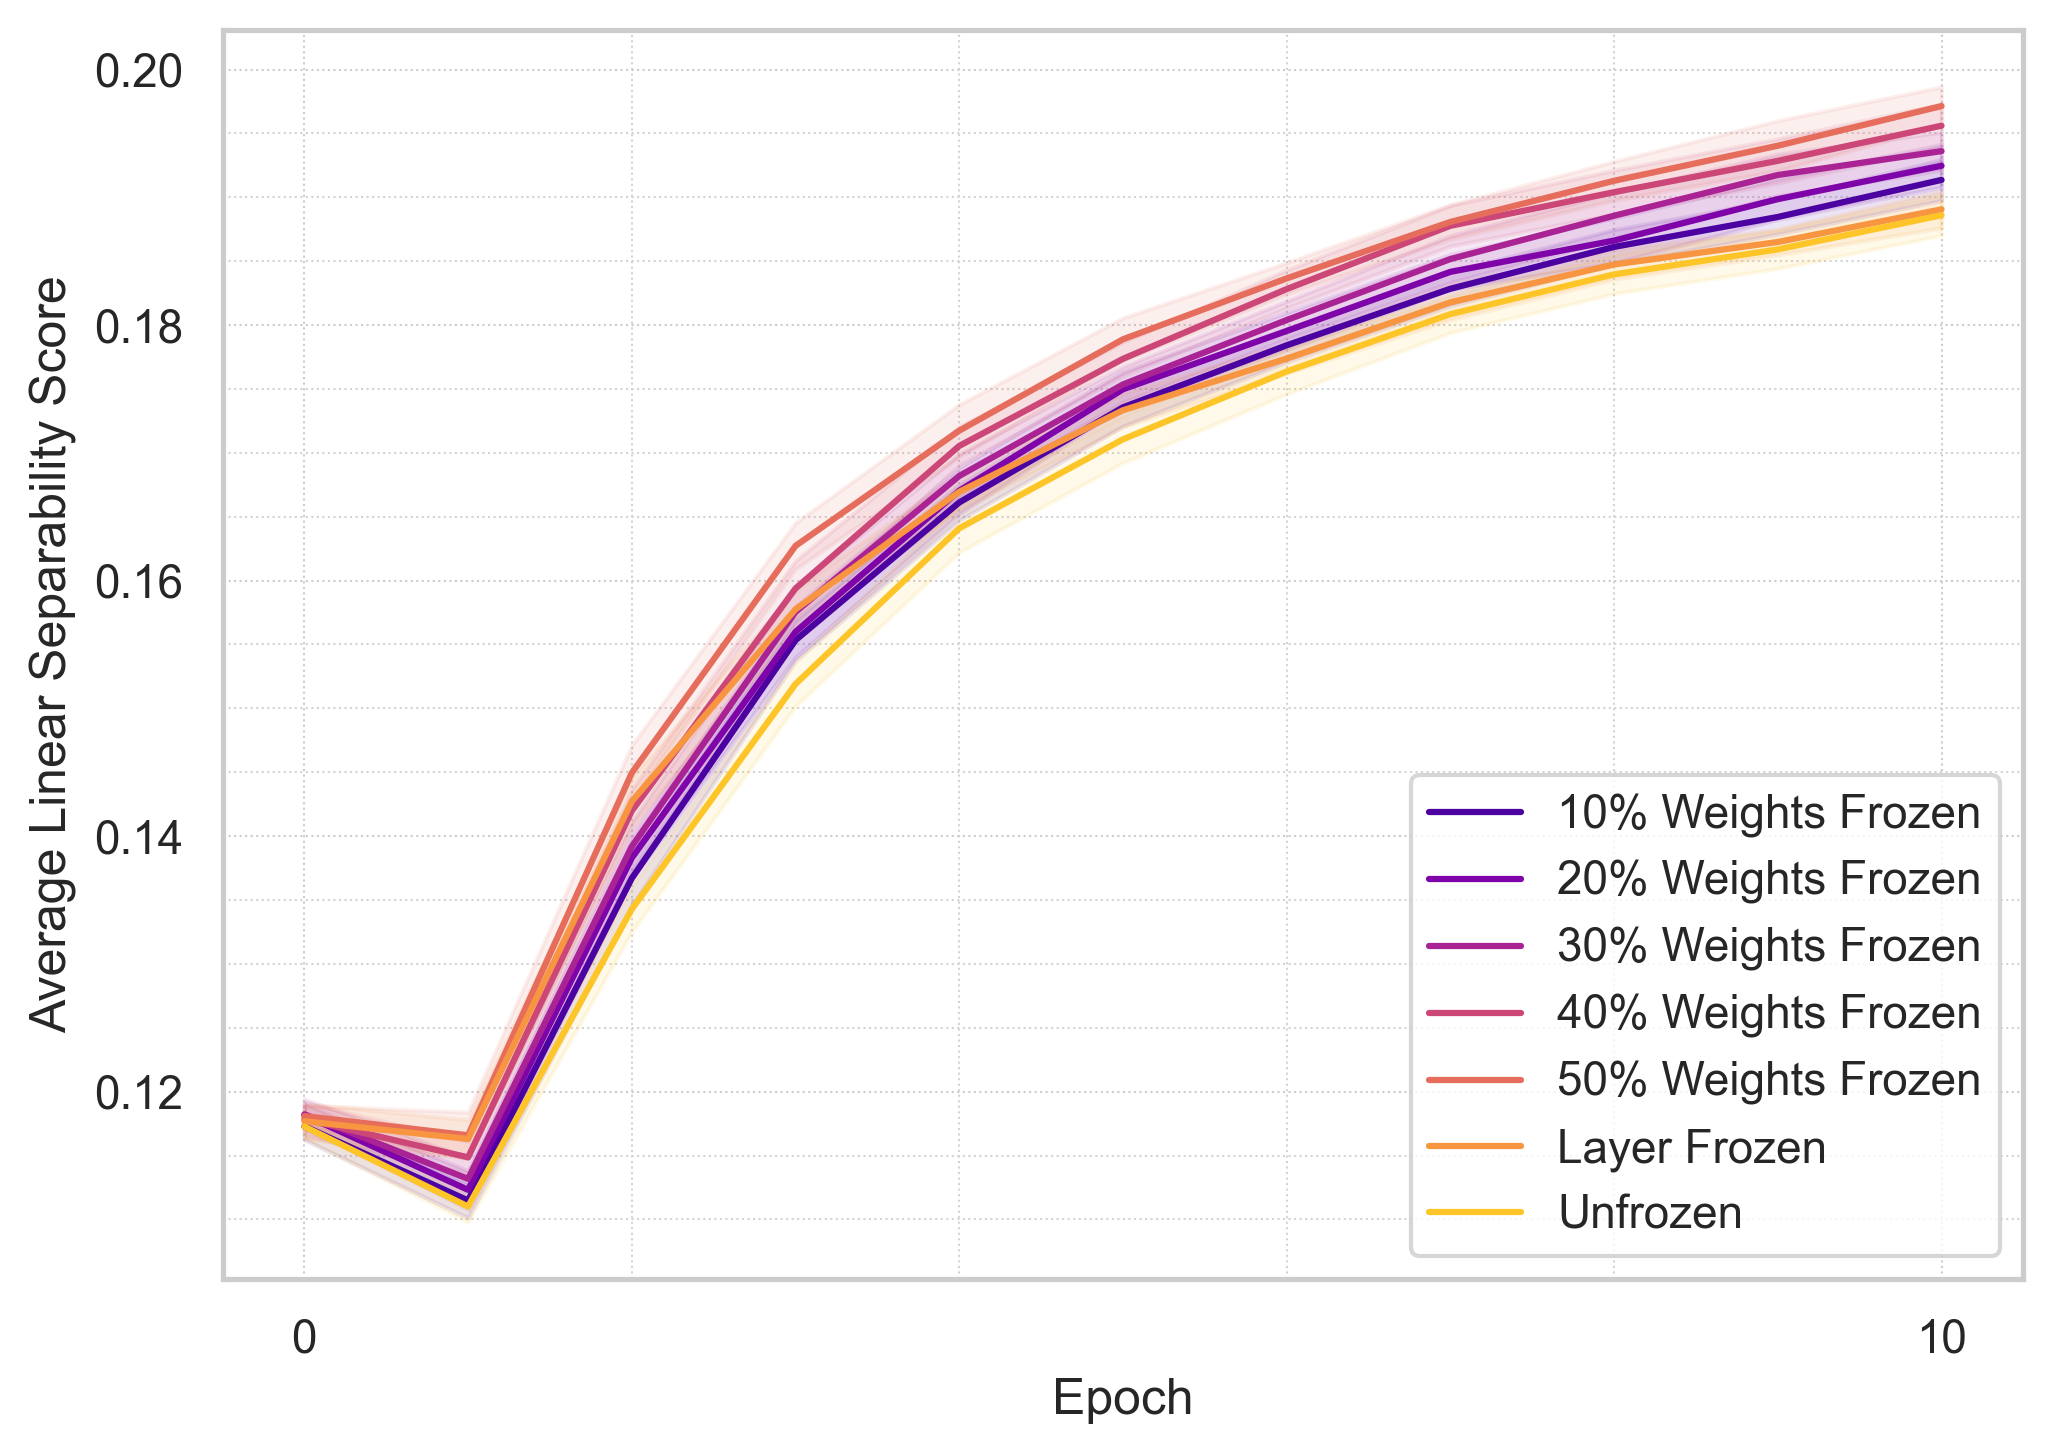 0.20
0.18
0.16
0.14
0.12
Average Linear Separability Score
10% Weights Frozen
20% Weights Frozen
30% Weights Frozen
40% Weights Frozen
50% Weights Frozen
Layer Frozen
Unfrozen
0
10
Epoch